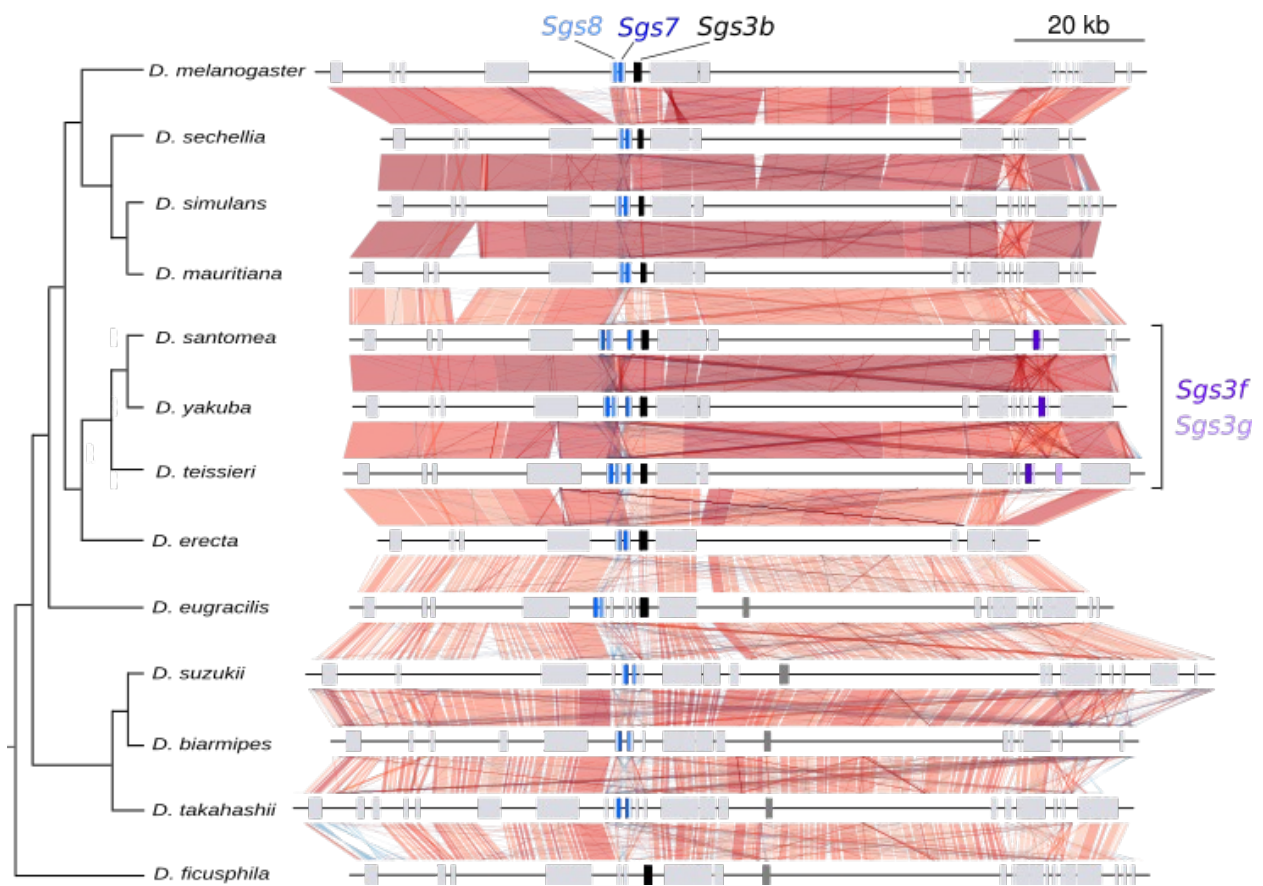 Sgs8 Sgs7 Sgs3b 20 kb
D. melanogaster
D. sechellia
D. simulans
D. mauritiana
D. santomea
D. yakuba
Sgs3f
Sgs3g
D. teissieri
D. erecta
D. eugracilis
D. suzukii
D. biarmipes
D. takahashii
D. ficusphila